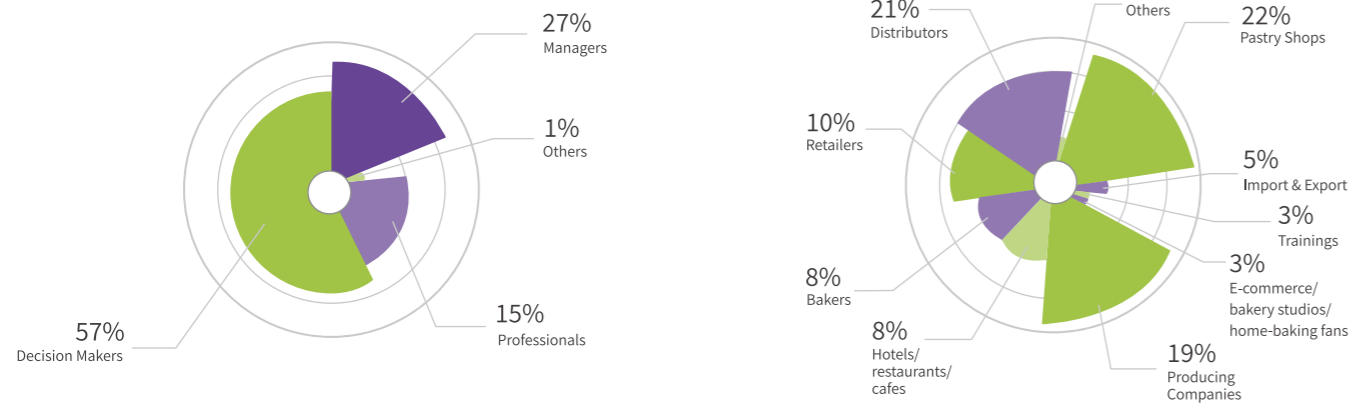 27%
Managers
1%
Others
15%
Professionals
57%
Decision Makers
21%
Distributors
Others
22%
Pastry Shops
10%
Retailers
5%
Import & Export
3%
Trainings
3%
E-commerce/
bakery studios/
home-baking fans
8%
Bakers
8%
Hotels/
restaurants/
cafes
19%
Producing
Companies